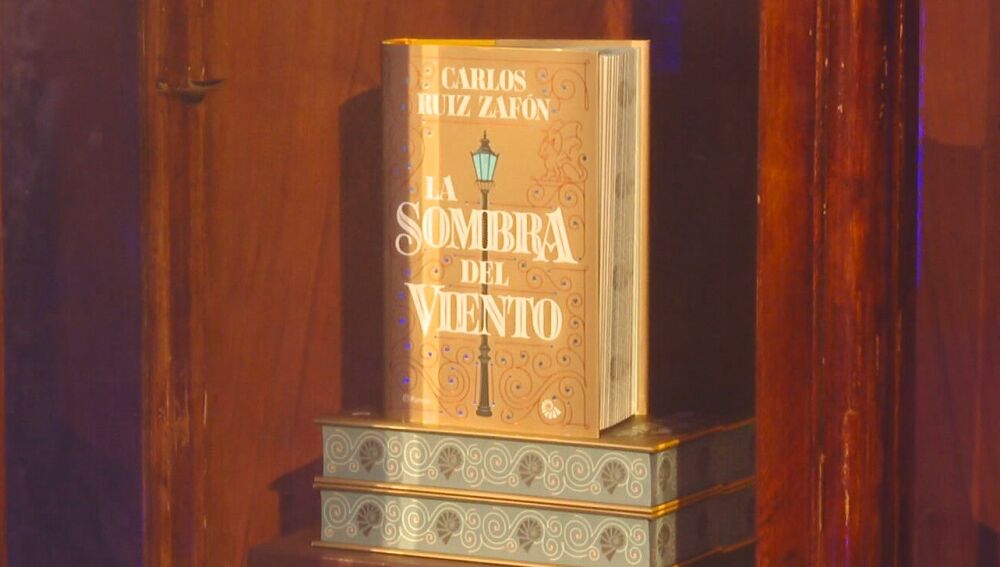 CARLOS
RUIZ ZAFÓN
LA
SOMBRA
DEL
VIENTO